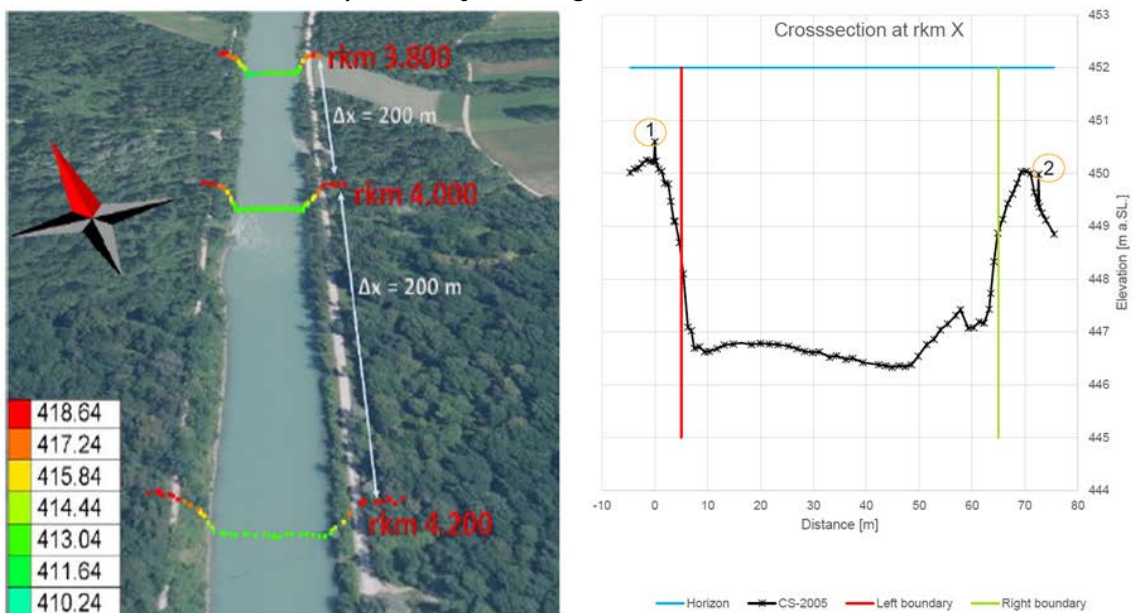 rkm 3.800
Δx = 200 m
rkm 4.000
Δx = 200 m
rkm 4.200
418.64
417.24
415.84
414.44
413.04
411.64
410.24
Crosssection at rkm X
453
452
451
450
449
448
447
446
445
444
Elevation [m a.SL.]
1
2
-10 0 10 20 30 40 50 60 70 80
Distance [m]
Horizon CS-2005 Left boundary Right boundary